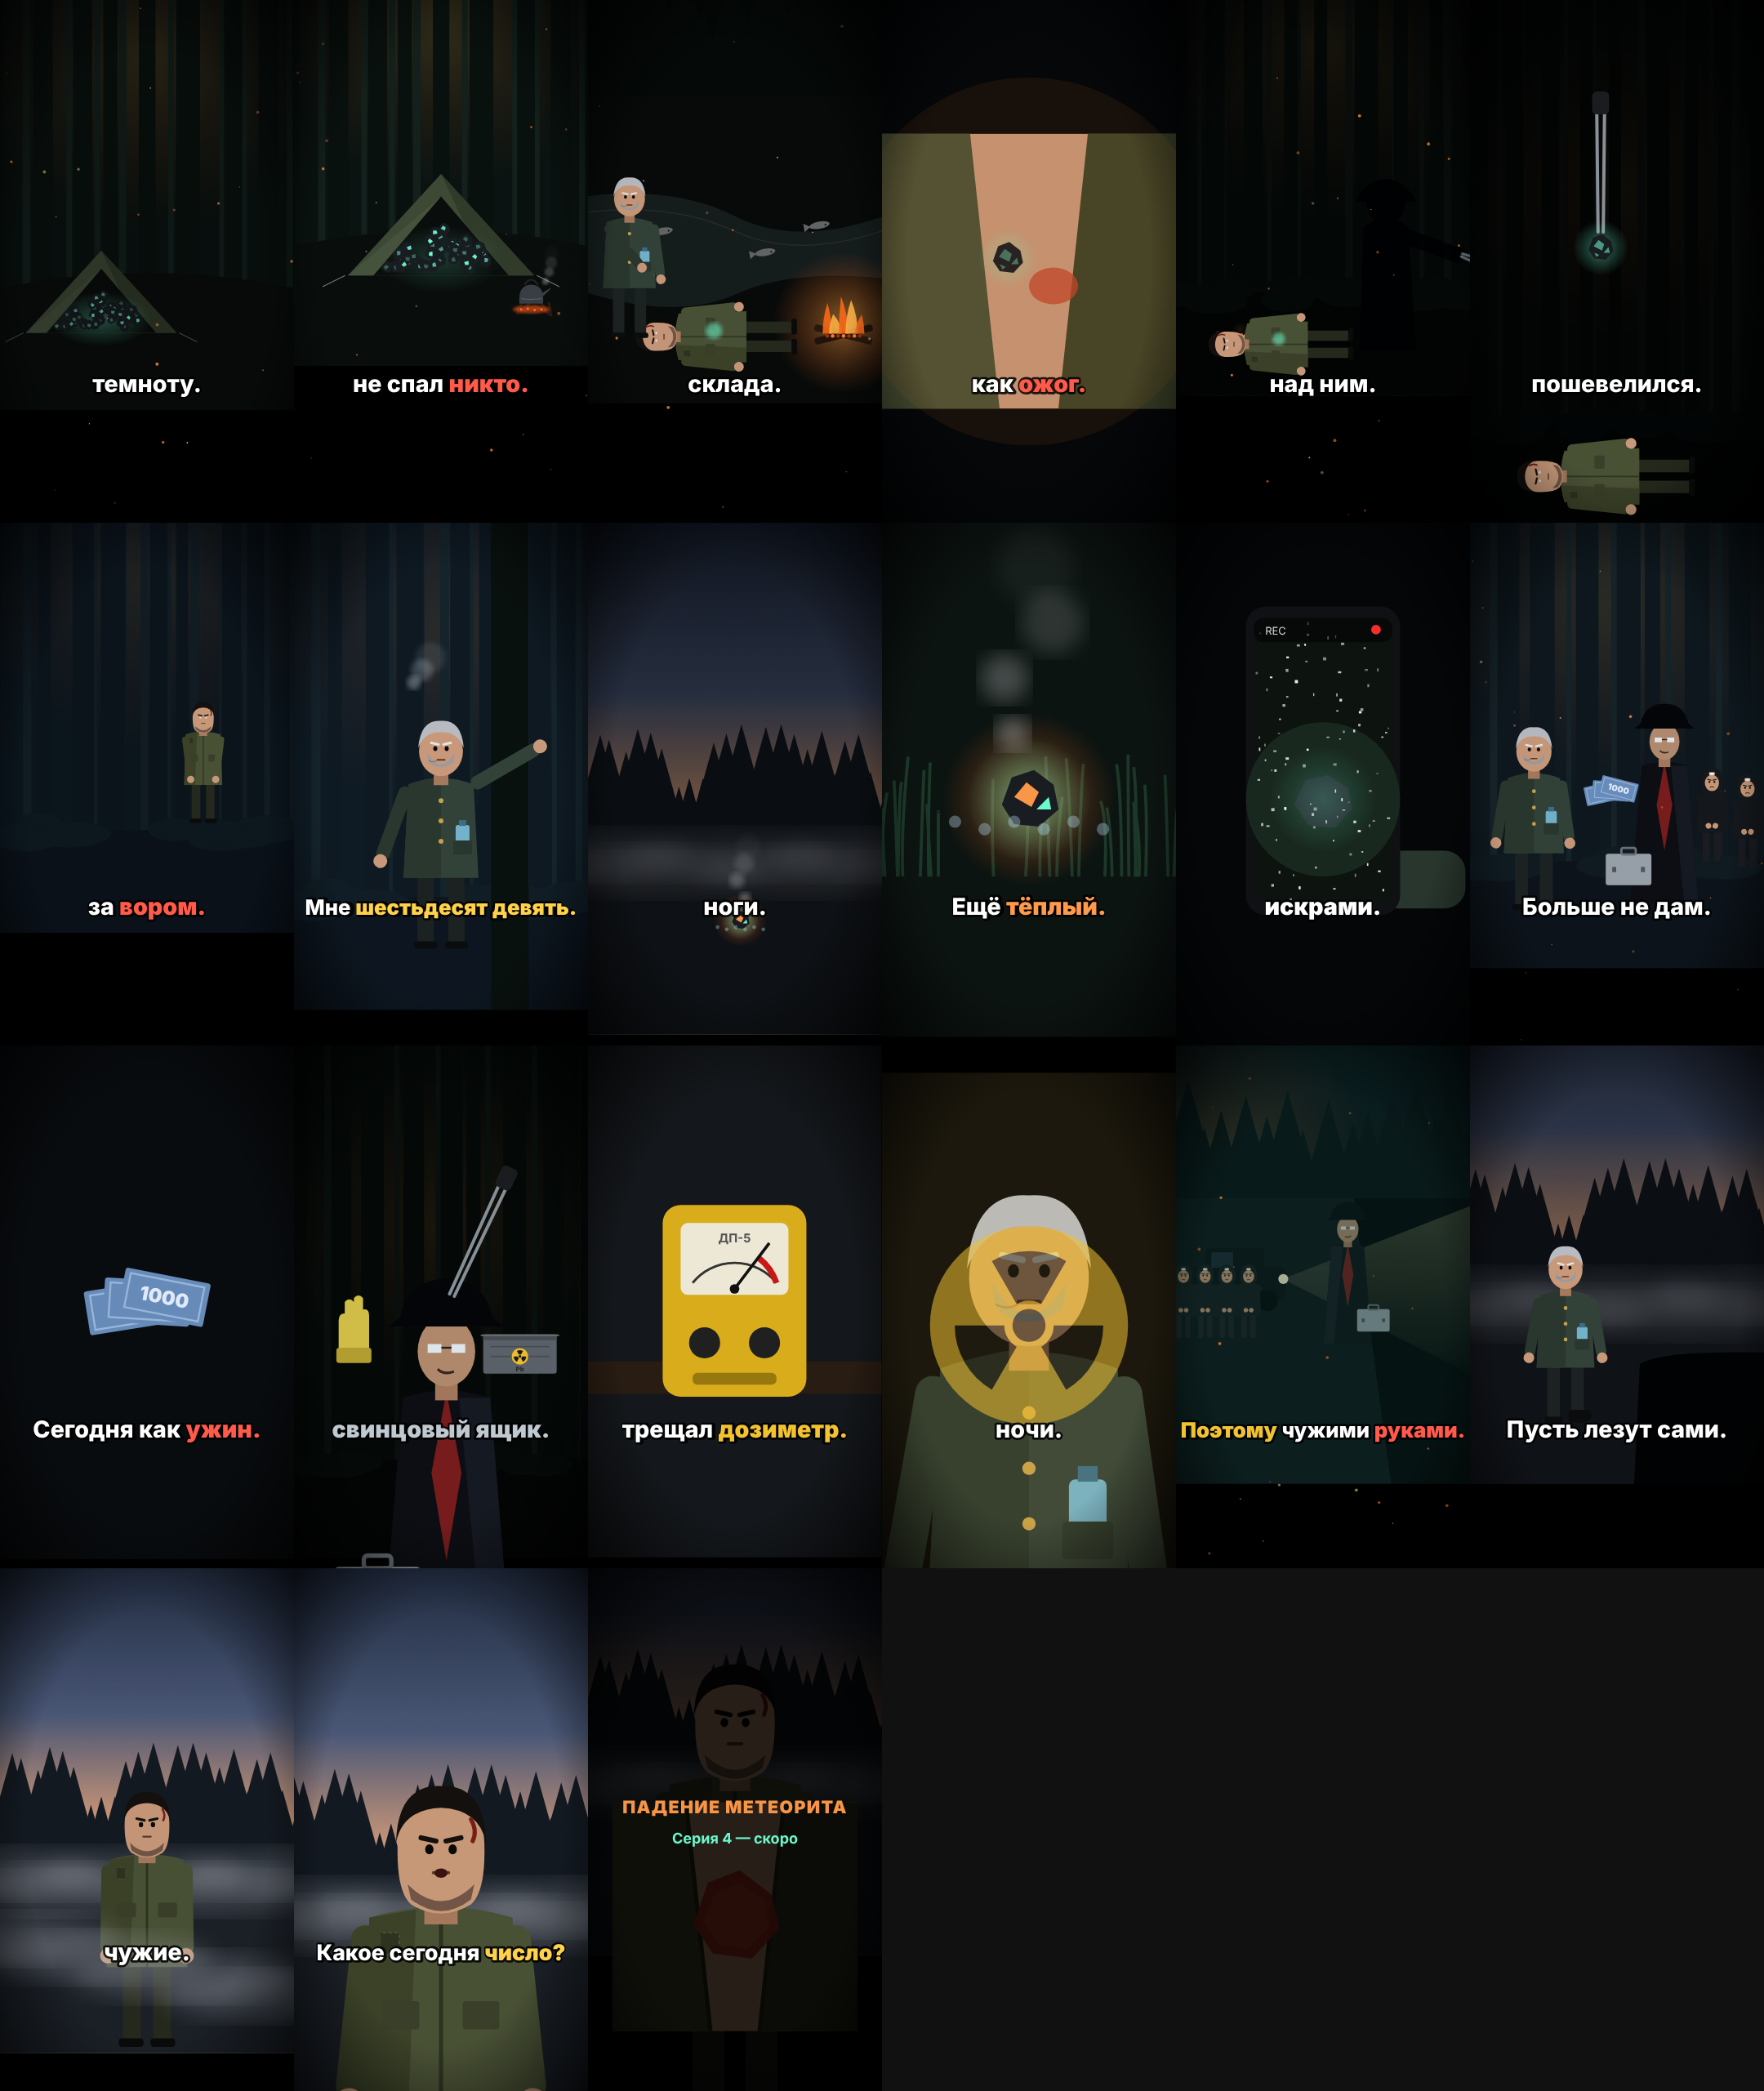 темноту.
не спал никто.
склада.
как ожог.
над ним.
пошевелился.
за вором.
Мне шестьдесят девять.
ноги.
Ещё тёплый.
REC
искрами.
1000
Больше не дам.
1000
Сегодня как ужин.
Pb
свинцовый ящик.
ДП-5
трещал дозиметр.
ночи.
Поэтому чужими руками.
Пусть лезут сами.
чужие.
Какое сегодня число?
ПАДЕНИЕ МЕТЕОРИТА
Серия 4 — скоро